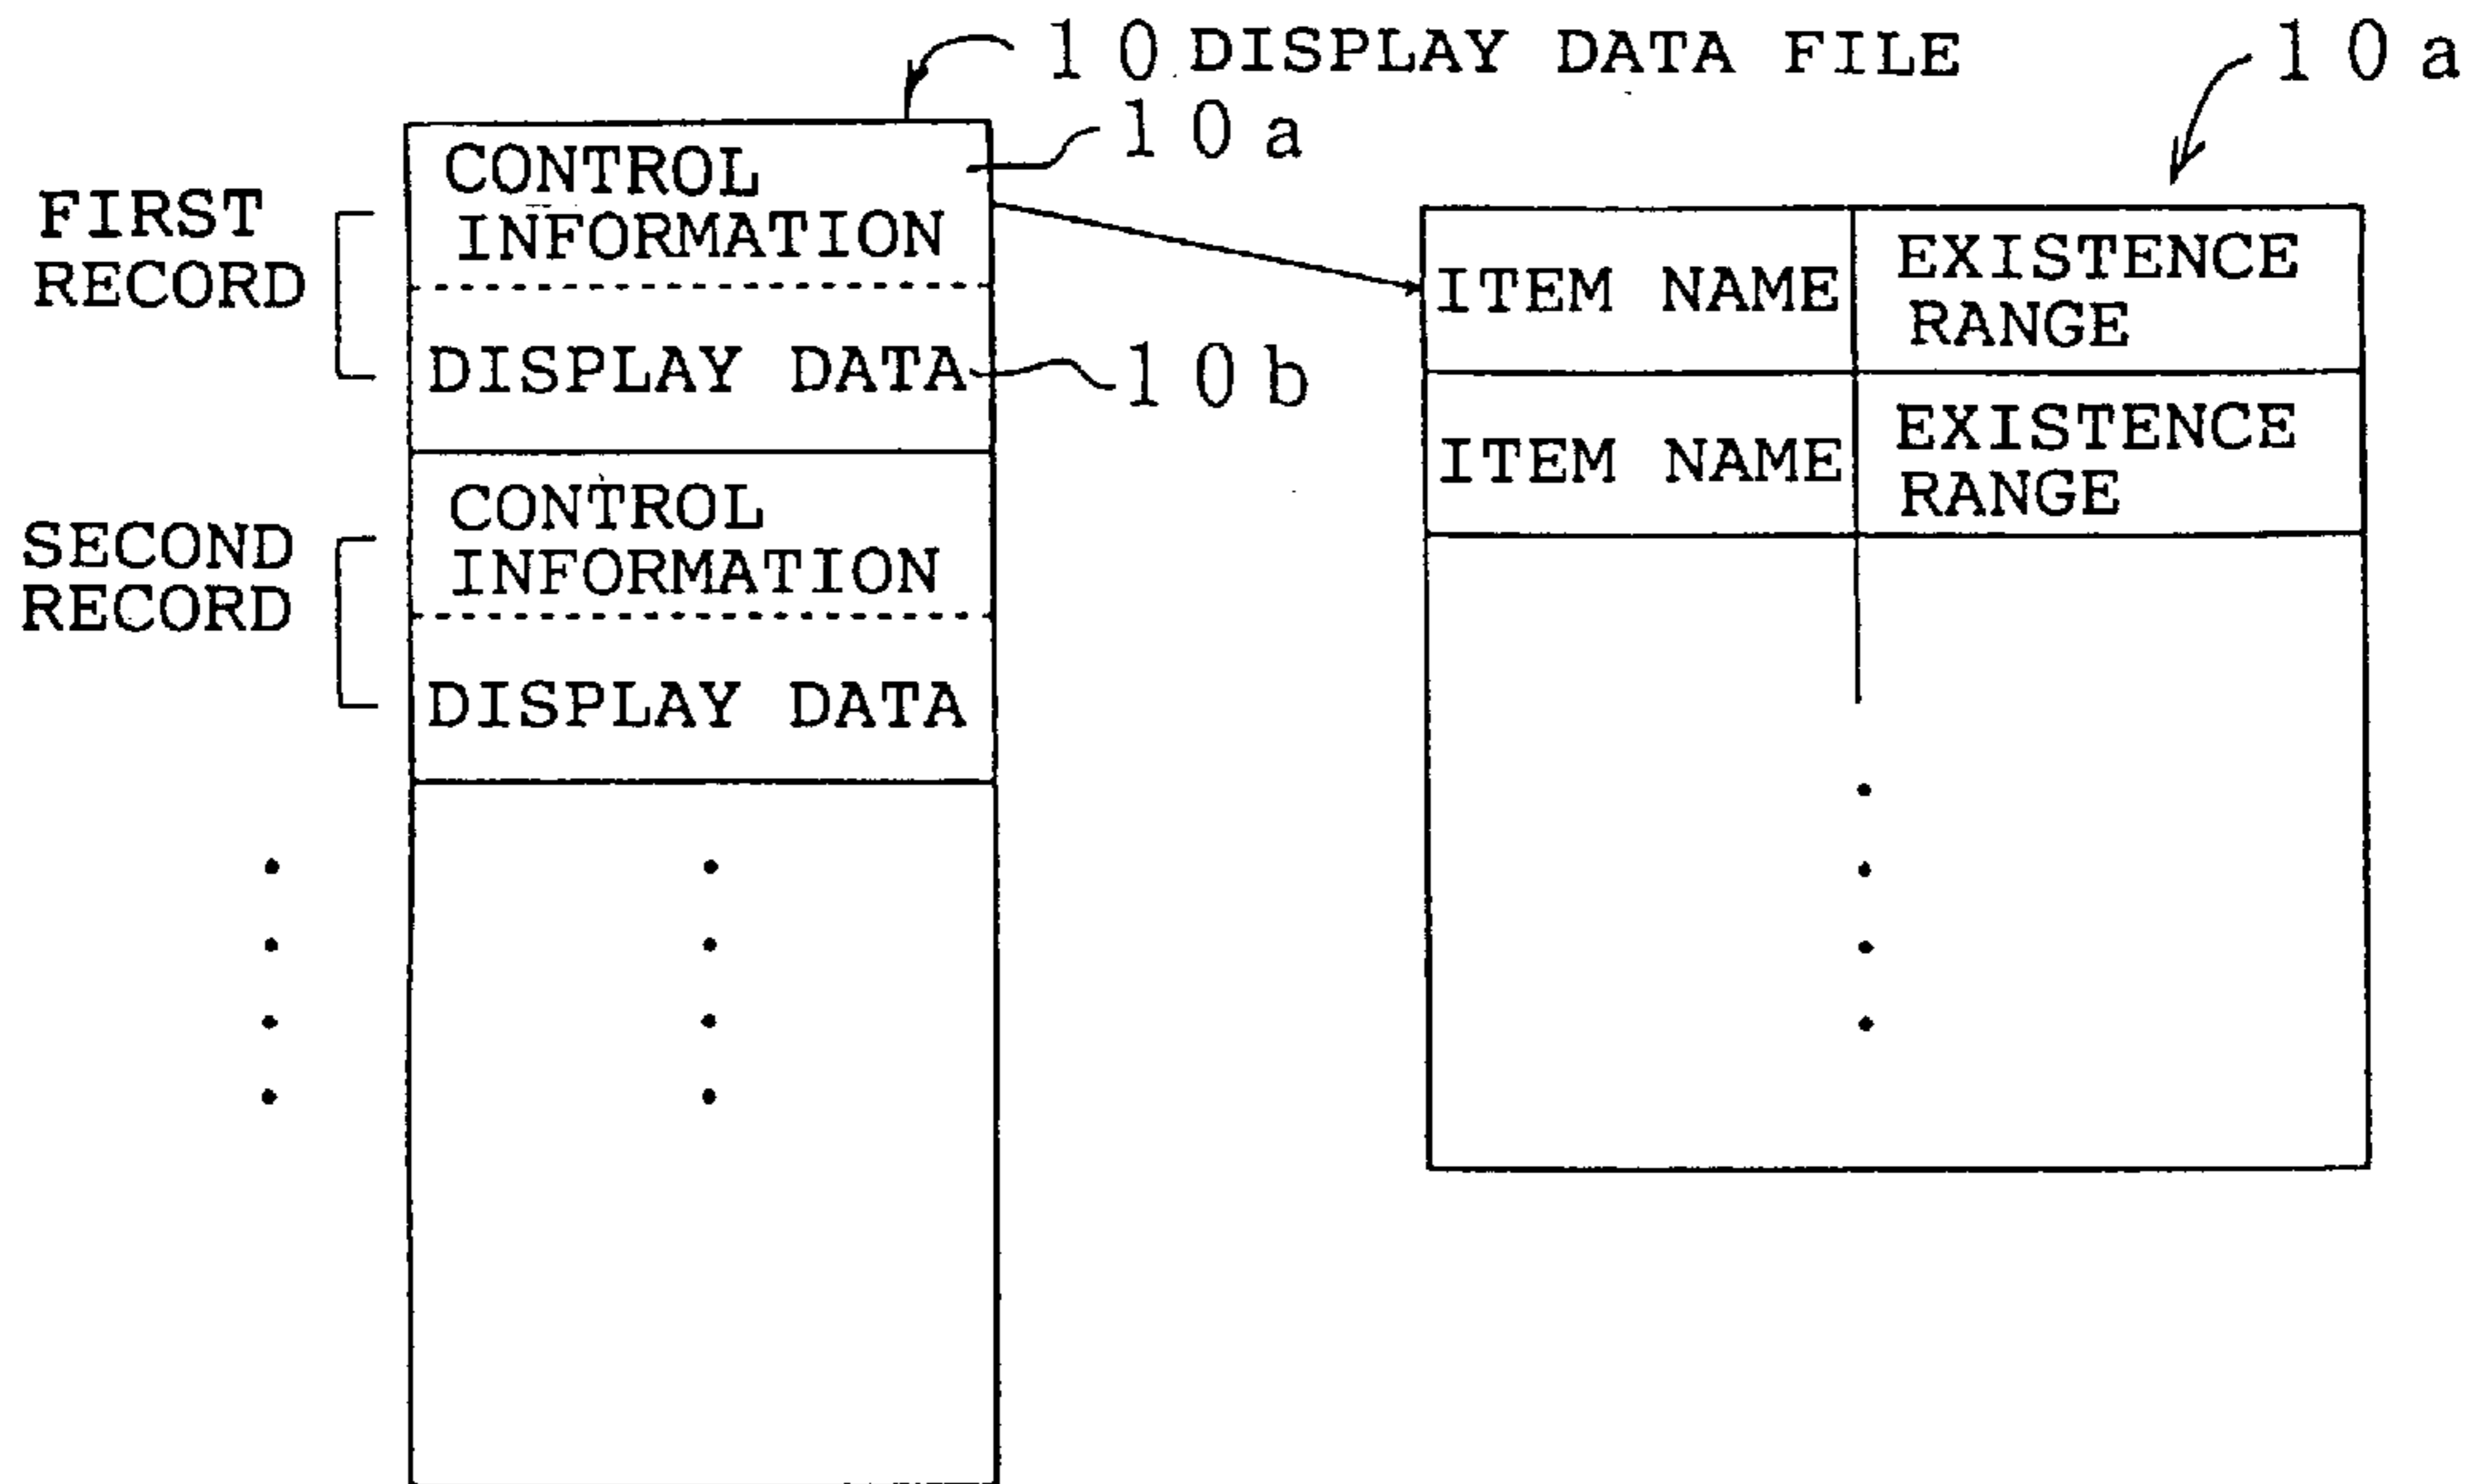 10 DISPLAY DATA FILE
10a
10a
CONTROL
INFORMATION
FIRST
RECORD
DISPLAY DATA
10b
ITEM NAME
EXISTENCE
RANGE
ITEM NAME
EXISTENCE
RANGE
CONTROL
INFORMATION
SECOND
RECORD
DISPLAY DATA